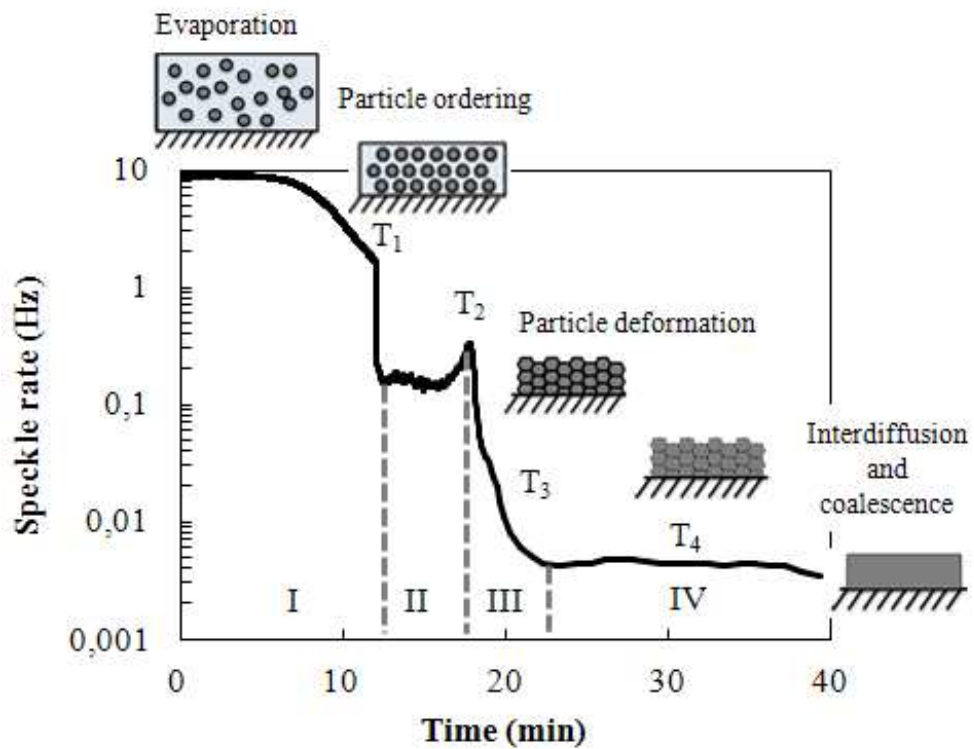 Evaporation
Particle ordering
10
T1
1
T2
Particle deformation
Speckle rate (Hz)
0,1
Interdiffusion
and
coalescence
T3
0,01
T4
I
II
III
IV
0,001
0
10
20
30
40
Time (min)